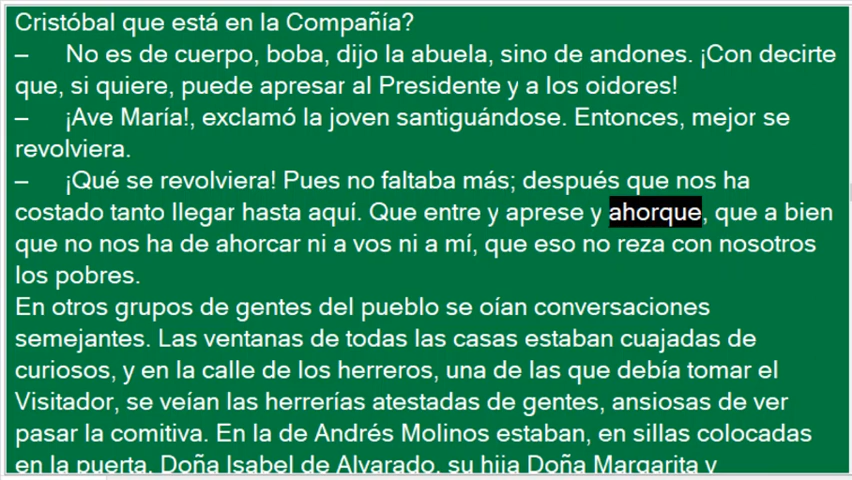 Cristóbal que está en la Compañía?
– No es de cuerpo, boba, dijo la abuela, sino de andones. ¡Con decirte
que, si quiere, puede apresar al Presidente y a los oidores!
– ¡Ave María!, exclamó la joven santiguándose. Entonces, mejor se
revolviera.
– ¡Qué se revolviera! Pues no faltaba más; después que nos ha
costado tanto llegar hasta aquí. Que entre y aprese y ahorque, que a bien
que no nos ha de ahorcar ni a vos ni a mí, que eso no reza con nosotros
los pobres.
En otros grupos de gentes del pueblo se oían conversaciones
semejantes. Las ventanas de todas las casas estaban cuajadas de
curiosos, y en la calle de los herreros, una de las que debía tomar el
Visitador, se veían las herrerías atestadas de gentes, ansiosas de ver
pasar la comitiva. En la de Andrés Molinos estaban, en sillas colocadas
en la puerta, Doña Isabel de Alvarado, su hija Doña Margarita y